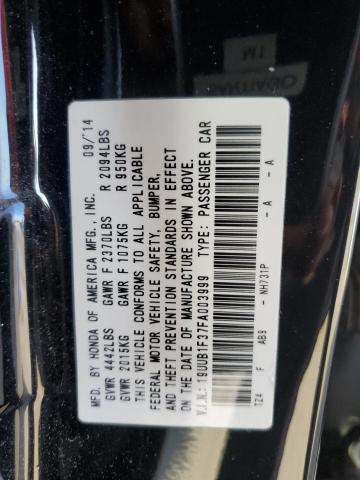 MFD. BY HONDA OF AMERICA MFG., INC. 09/'14
GVWR 4442LBS GAWR F 2370LBS R 2094LBS
GVWR 2015KG GAWR F 1075KG R 950KG
THIS VEHICLE CONFORMS TO ALL APPLICABLE
FEDERAL MOTOR VEHICLE SAFETY, BUMPER,
AND THEFT PREVENTION STANDARDS IN EFFECT
ON THE DATE OF MANUFACTURE SHOWN ABOVE.
V.I.N.: 19UUB1F37FA003999 TYPE: PASSENGER CAR
TZ4 F AB9 - NH731P - A - A
1M